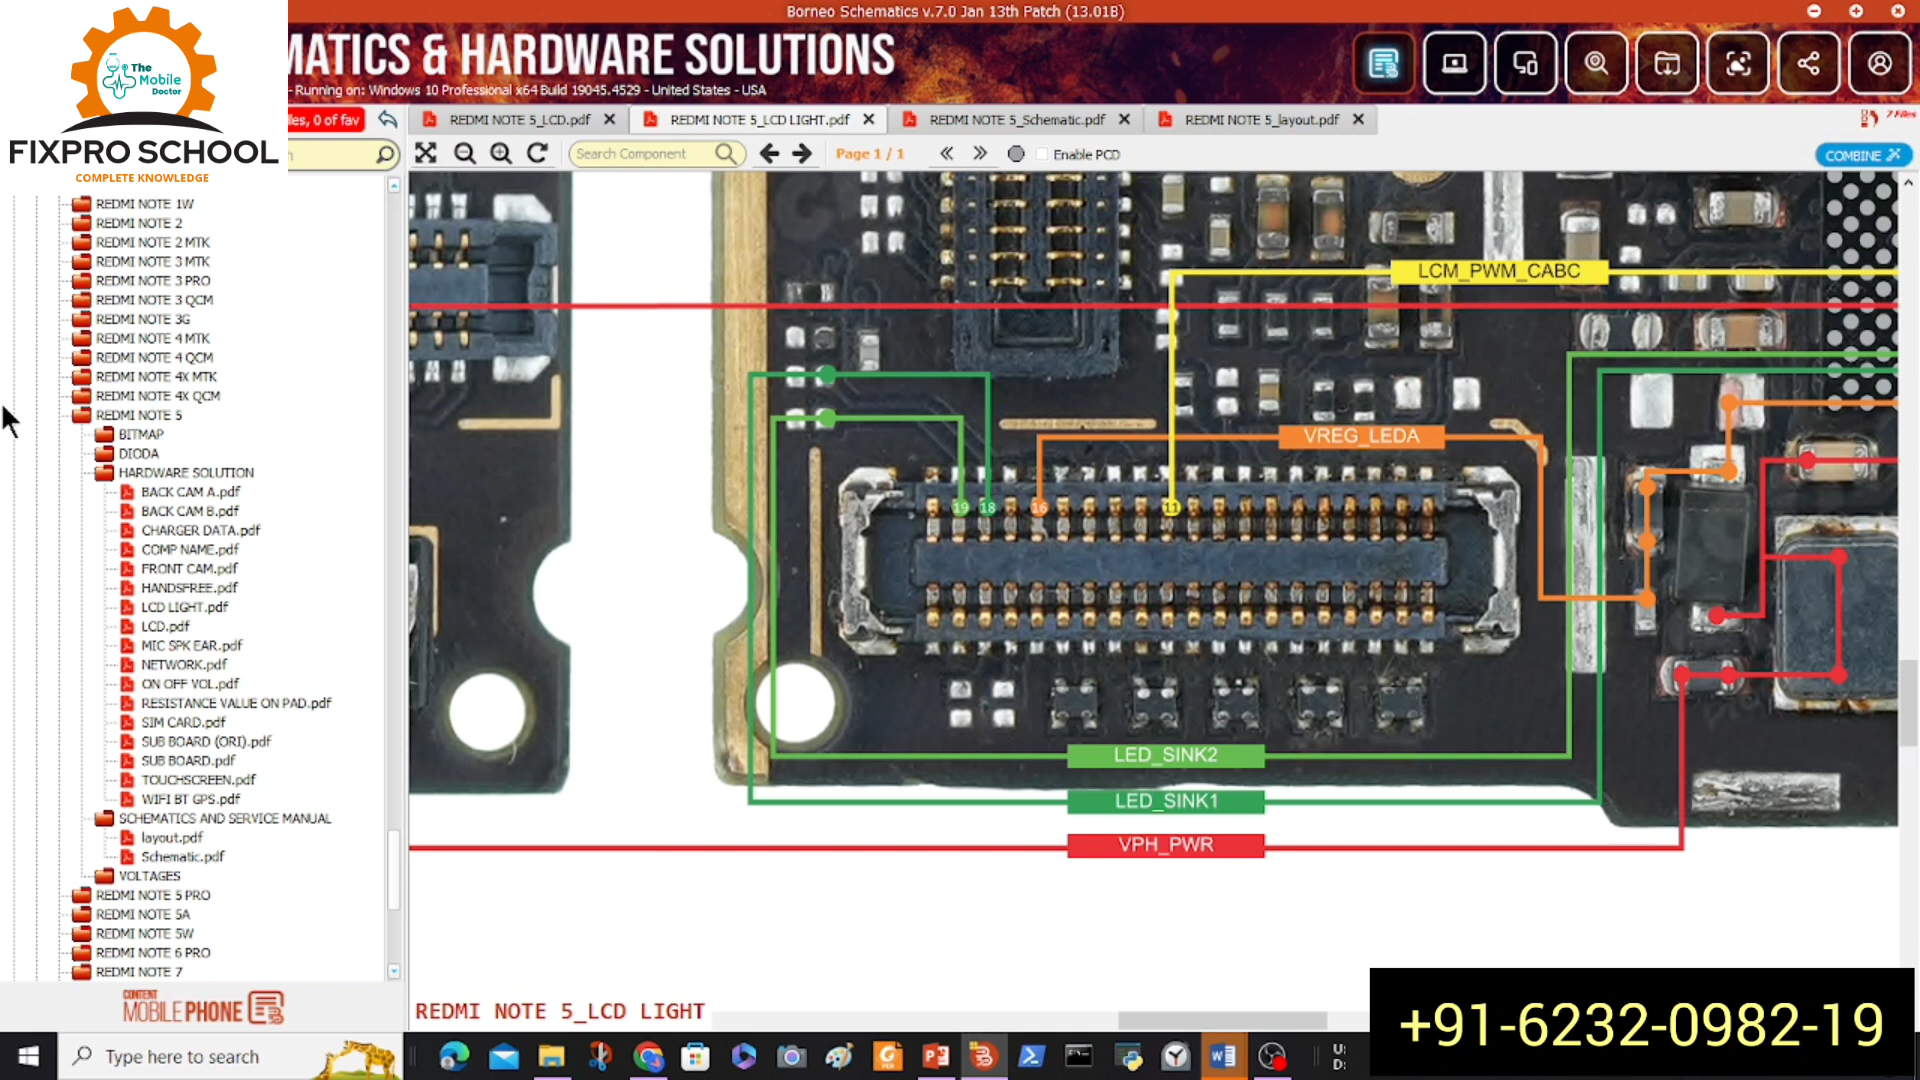 Borneo Schematics v.7.0 Jan 13th Patch (13.01B)
The
Mobile
Doctor
FIXPRO SCHOOL
COMPLETE KNOWLEDGE
MATICS & HARDWARE SOLUTIONS
- Running on: Windows 10 Professional x64 Build 19045.4529 - United States - USA
les, 0 of fav
REDMI NOTE 5_LCD.pdf
REDMI NOTE 5_LCD LIGHT.pdf
REDMI NOTE 5_Schematic.pdf
REDMI NOTE 5_layout.pdf
7 Files
Search Component
Page 1 / 1
Enable PCD
COMBINE
REDMI NOTE 1W
REDMI NOTE 2
REDMI NOTE 2 MTK
REDMI NOTE 3 MTK
REDMI NOTE 3 PRO
REDMI NOTE 3 QCM
REDMI NOTE 3G
REDMI NOTE 4 MTK
REDMI NOTE 4 QCM
REDMI NOTE 4X MTK
REDMI NOTE 4X QCM
REDMI NOTE 5
BITMAP
DIODA
HARDWARE SOLUTION
BACK CAM A.pdf
BACK CAM B.pdf
CHARGER DATA.pdf
COMP NAME.pdf
FRONT CAM.pdf
HANDSFREE.pdf
LCD LIGHT.pdf
LCD.pdf
MIC SPK EAR.pdf
NETWORK.pdf
ON OFF VOL.pdf
RESISTANCE VALUE ON PAD.pdf
SIM CARD.pdf
SUB BOARD (ORI).pdf
SUB BOARD.pdf
TOUCHSCREEN.pdf
WIFI BT GPS.pdf
SCHEMATICS AND SERVICE MANUAL
layout.pdf
Schematic.pdf
VOLTAGES
REDMI NOTE 5 PRO
REDMI NOTE 5A
REDMI NOTE 5W
REDMI NOTE 6 PRO
REDMI NOTE 7
CONTENT
MOBILE PHONE
LCM_PWM_CABC
VREG_LEDA
19 18 16 11
LED_SINK2
LED_SINK1
VPH_PWR
REDMI NOTE 5_LCD LIGHT
+91-6232-0982-19
Type here to search
U:
D: